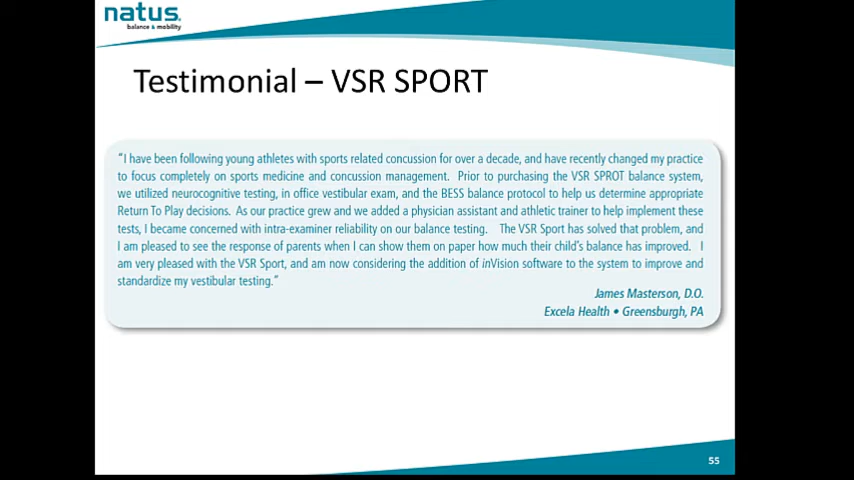 natus.
balance & mobility
Testimonial – VSR SPORT
"I have been following young athletes with sports related concussion for over a decade, and have recently changed my practice
to focus completely on sports medicine and concussion management. Prior to purchasing the VSR SPROT balance system,
we utilized neurocognitive testing, in office vestibular exam, and the BESS balance protocol to help us determine appropriate
Return To Play decisions. As our practice grew and we added a physician assistant and athletic trainer to help implement these
tests, I became concerned with intra-examiner reliability on our balance testing. The VSR Sport has solved that problem, and
I am pleased to see the response of parents when I can show them on paper how much their child's balance has improved. I
am very pleased with the VSR Sport, and am now considering the addition of inVision software to the system to improve and
standardize my vestibular testing."
James Masterson, D.O.
Excela Health • Greensburgh, PA
55